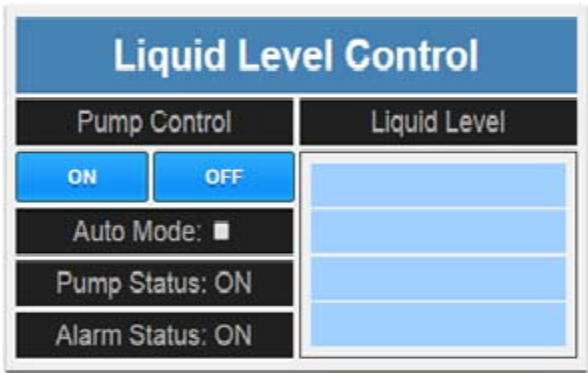 Liquid Level Control
Pump Control
Liquid Level
ON
OFF
Auto Mode:
Pump Status: ON
Alarm Status: ON